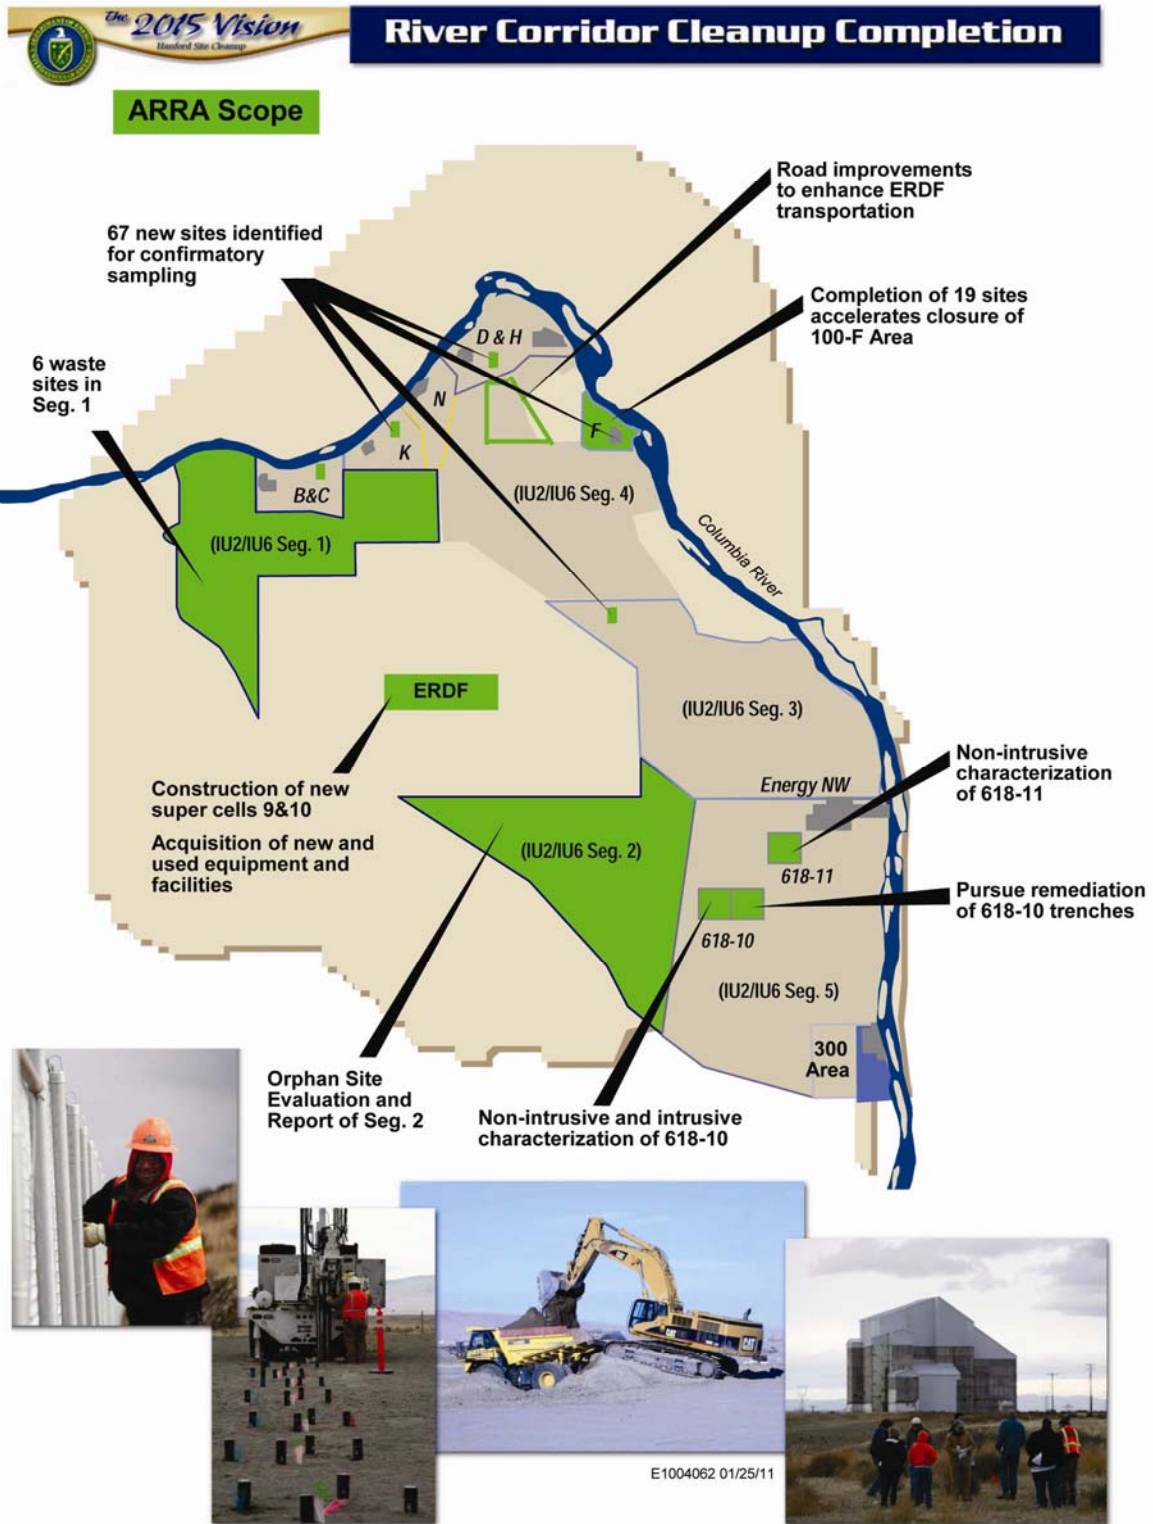 The 2015 Vision
Hanford Site Cleanup
River Corridor Cleanup Completion
ARRA Scope
Road improvements
to enhance ERDF
transportation
67 new sites identified
for confirmatory
sampling
Completion of 19 sites
accelerates closure of
100-F Area
D & H
6 waste
sites in
Seg. 1
N
F
K
B&C
(IU2/IU6 Seg. 4)
Columbia River
(IU2/IU6 Seg. 1)
ERDF
(IU2/IU6 Seg. 3)
Non-intrusive
characterization
of 618-11
Energy NW
Construction of new
super cells 9&10
Acquisition of new and
used equipment and
facilities
(IU2/IU6 Seg. 2)
618-11
Pursue remediation
of 618-10 trenches
618-10
(IU2/IU6 Seg. 5)
300
Area
Orphan Site
Evaluation and
Report of Seg. 2
Non-intrusive and intrusive
characterization of 618-10
CAT
CAT
E1004062 01/25/11